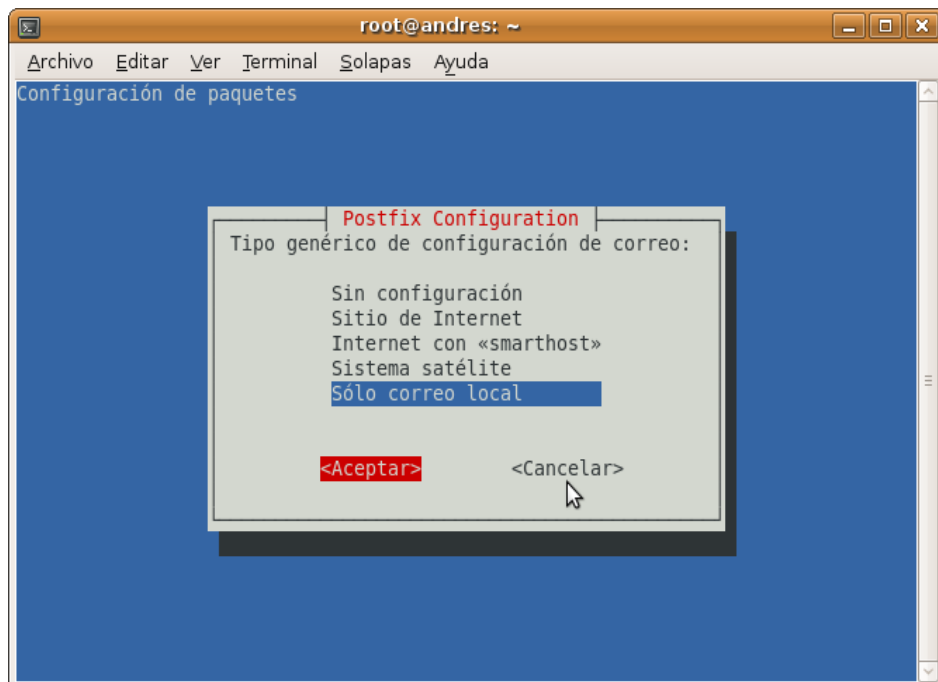 root@andres: ~
Archivo Editar Ver Terminal Solapas Ayuda
Configuración de paquetes
Postfix Configuration
Tipo genérico de configuración de correo:
Sin configuración
Sitio de Internet
Internet con «smarthost»
Sistema satélite
Sólo correo local
<Aceptar> <Cancelar>